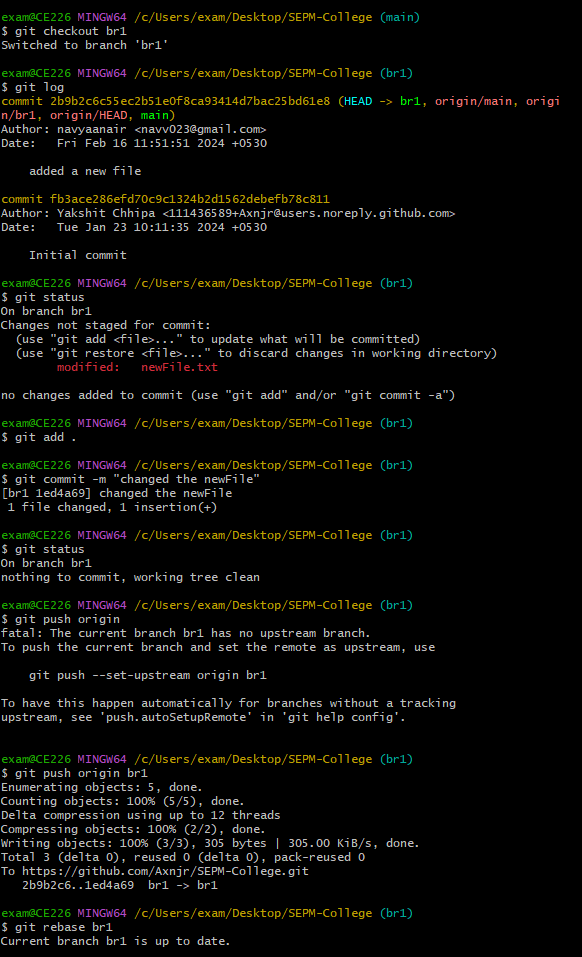 exam@CE226 MINGW64 /c/Users/exam/Desktop/SEPM-College (main)
$ git checkout br1
Switched to branch 'br1'
exam@CE226 MINGW64 /c/Users/exam/Desktop/SEPM-College (br1)
$ git log
commit 2b9b2c6c55ec2b51e0f8ca93414d7bac25bd61e8 (HEAD -> br1, origin/main, origi
n/br1, origin/HEAD, main)
Author: navyaanair <navv023@gmail.com>
Date:   Fri Feb 16 11:51:51 2024 +0530
    added a new file
commit fb3ace286efd70c9c1324b2d1562debefb78c811
Author: Yakshit Chhipa <111436589+Axnjr@users.noreply.github.com>
Date:   Tue Jan 23 10:11:35 2024 +0530
    Initial commit
exam@CE226 MINGW64 /c/Users/exam/Desktop/SEPM-College (br1)
$ git status
On branch br1
Changes not staged for commit:
  (use "git add <file>..." to update what will be committed)
  (use "git restore <file>..." to discard changes in working directory)
        modified:   newFile.txt
no changes added to commit (use "git add" and/or "git commit -a")
exam@CE226 MINGW64 /c/Users/exam/Desktop/SEPM-College (br1)
$ git add .
exam@CE226 MINGW64 /c/Users/exam/Desktop/SEPM-College (br1)
$ git commit -m "changed the newFile"
[br1 1ed4a69] changed the newFile
 1 file changed, 1 insertion(+)
exam@CE226 MINGW64 /c/Users/exam/Desktop/SEPM-College (br1)
$ git status
On branch br1
nothing to commit, working tree clean
exam@CE226 MINGW64 /c/Users/exam/Desktop/SEPM-College (br1)
$ git push origin
fatal: The current branch br1 has no upstream branch.
To push the current branch and set the remote as upstream, use
    git push --set-upstream origin br1
To have this happen automatically for branches without a tracking
upstream, see 'push.autoSetupRemote' in 'git help config'.
exam@CE226 MINGW64 /c/Users/exam/Desktop/SEPM-College (br1)
$ git push origin br1
Enumerating objects: 5, done.
Counting objects: 100% (5/5), done.
Delta compression using up to 12 threads
Compressing objects: 100% (2/2), done.
Writing objects: 100% (3/3), 305 bytes | 305.00 KiB/s, done.
Total 3 (delta 0), reused 0 (delta 0), pack-reused 0
To https://github.com/Axnjr/SEPM-College.git
   2b9b2c6..1ed4a69  br1 -> br1
exam@CE226 MINGW64 /c/Users/exam/Desktop/SEPM-College (br1)
$ git rebase br1
Current branch br1 is up to date.